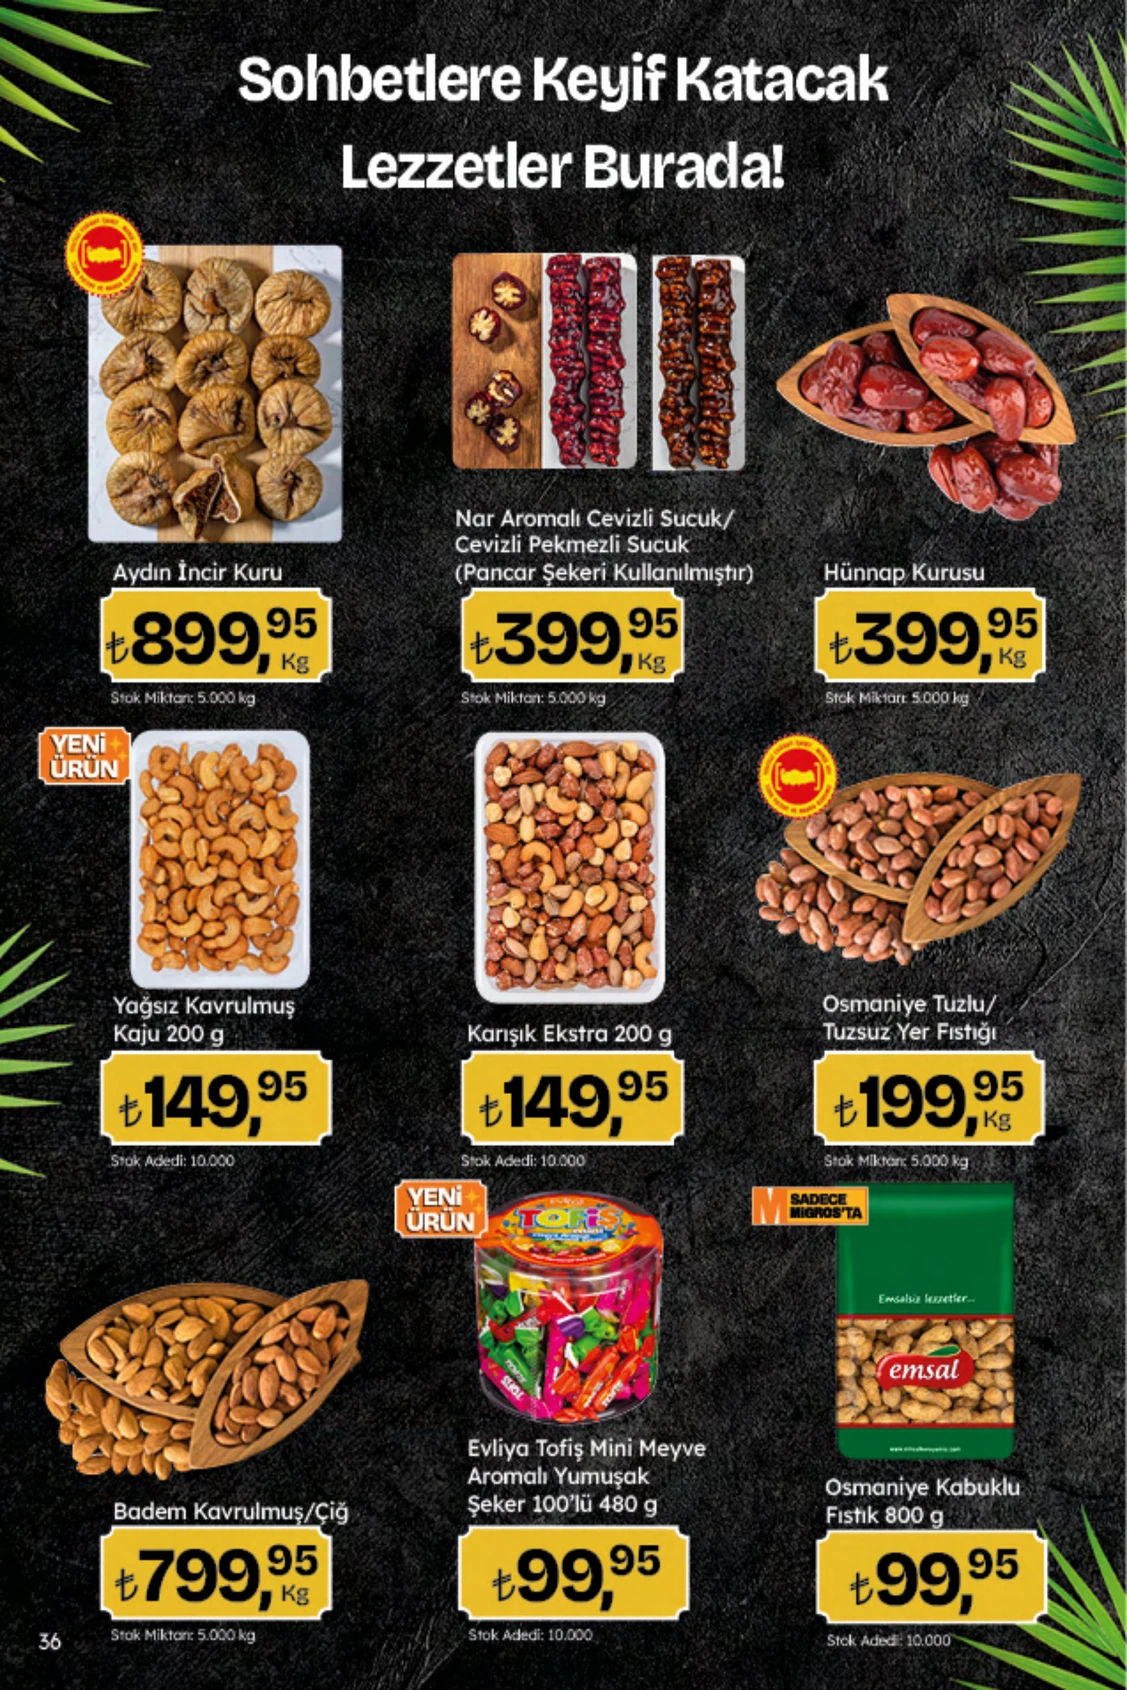 Sohbetlere Keyif Katacak
Lezzetler Burada!
Aydın İncir Kuru
₺899,95
Kg
Stok Miktarı: 5.000 kg
Nar Aromalı Cevizli Sucuk/
Cevizli Pekmezli Sucuk
(Pancar Şekeri Kullanılmıştır)
₺399,95
Kg
Stok Miktarı: 5.000 kg
Hünnap Kurusu
₺399,95
Kg
Stok Miktarı: 5.000 kg
YENİ
ÜRÜN
Yağsız Kavrulmuş
Kaju 200 g
₺149,95
Stok Adedi: 10.000
Karışık Ekstra 200 g
₺149,95
Stok Adedi: 10.000
Osmaniye Tuzlu/
Tuzsuz Yer Fıstığı
₺199,95
Kg
Stok Miktarı: 5.000 kg
Badem Kavrulmuş/Çiğ
₺799,95
Kg
Stok Miktarı: 5.000 kg
YENİ
ÜRÜN
TOFİŞ
Evliya Tofiş Mini Meyve
Aromalı Yumuşak
Şeker 100'lü 480 g
₺99,95
Stok Adedi: 10.000
M SADECE
MİGROS'TA
Emsalsiz lezzetler...
emsal
Osmaniye Kabuklu
Fıstık 800 g
₺99,95
Stok Adedi: 10.000
36